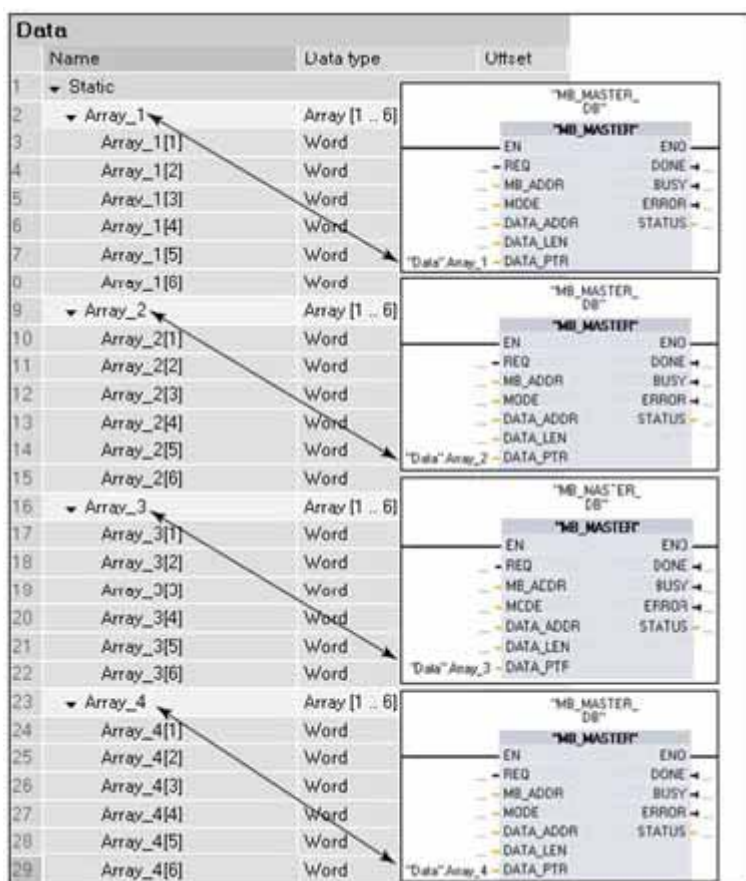 Data
Name Data type Offset
1 Static
2 Array_1 Array [1 .. 6]
3 Array_1[1] Word
4 Array_1[2] Word
5 Array_1[3] Word
6 Array_1[4] Word
7 Array_1[5] Word
8 Array_1[6] Word
9 Array_2 Array [1 .. 6]
10 Array_2[1] Word
11 Array_2[2] Word
12 Array_2[3] Word
13 Array_2[4] Word
14 Array_2[5] Word
15 Array_2[6] Word
16 Array_3 Array [1 .. 6]
17 Array_3[1] Word
18 Array_3[2] Word
19 Array_3[3] Word
20 Array_3[4] Word
21 Array_3[5] Word
22 Array_3[6] Word
23 Array_4 Array [1 .. 6]
24 Array_4[1] Word
25 Array_4[2] Word
26 Array_4[3] Word
27 Array_4[4] Word
28 Array_4[5] Word
29 Array_4[6] Word
"MB_MASTER_
DB"
"MB_MASTER"
EN ENO
REQ DONE
MB_ADDR BUSY
MODE ERROR
DATA_ADDR STATUS
DATA_LEN
"Data".Array_1 DATA_PTR
"MB_MASTER_
DB"
"MB_MASTER"
EN ENO
REQ DONE
MB_ADDR BUSY
MODE ERROR
DATA_ADDR STATUS
DATA_LEN
"Data".Array_2 DATA_PTR
"MB_MASTER_
DB"
"MB_MASTER"
EN ENO
REQ DONE
MB_ADDR BUSY
MODE ERROR
DATA_ADDR STATUS
DATA_LEN
"Data".Array_3 DATA_PTR
"MB_MASTER_
DB"
"MB_MASTER"
EN ENO
REQ DONE
MB_ADDR BUSY
MODE ERROR
DATA_ADDR STATUS
DATA_LEN
"Data".Array_4 DATA_PTR